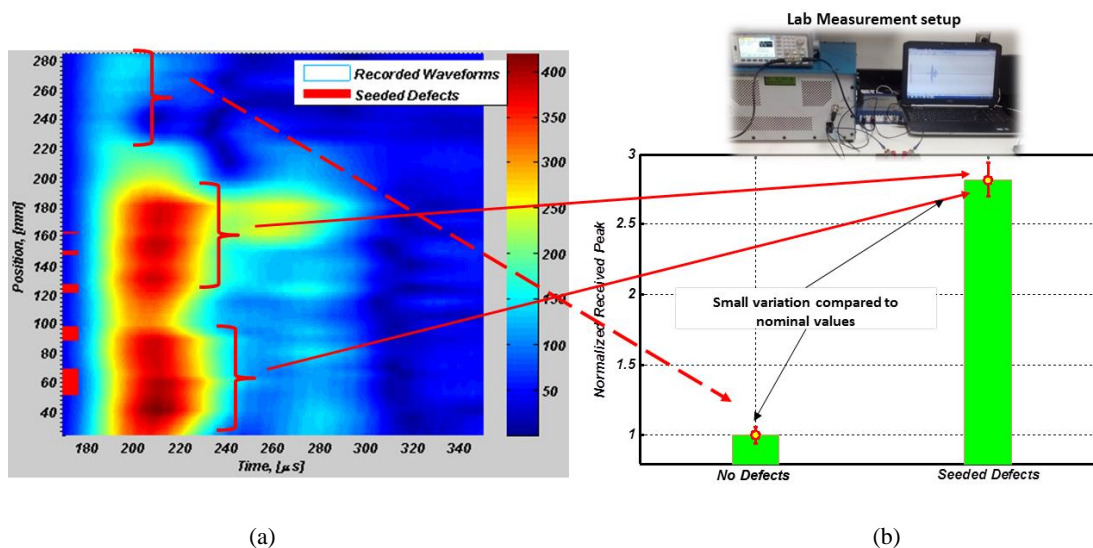 Lab Measurement setup
280
260
240
220
200
180
160
140
120
100
80
60
40
Position, [mm]
180 200 220 240 260 280 300 320 340
Time, [μs]
Recorded Waveforms
Seeded Defects
400
350
300
250
200
150
100
50
3
2.5
2
1.5
1
Normalized Received Peak
Small variation compared to
nominal values
No Defects
Seeded Defects
(a)
(b)